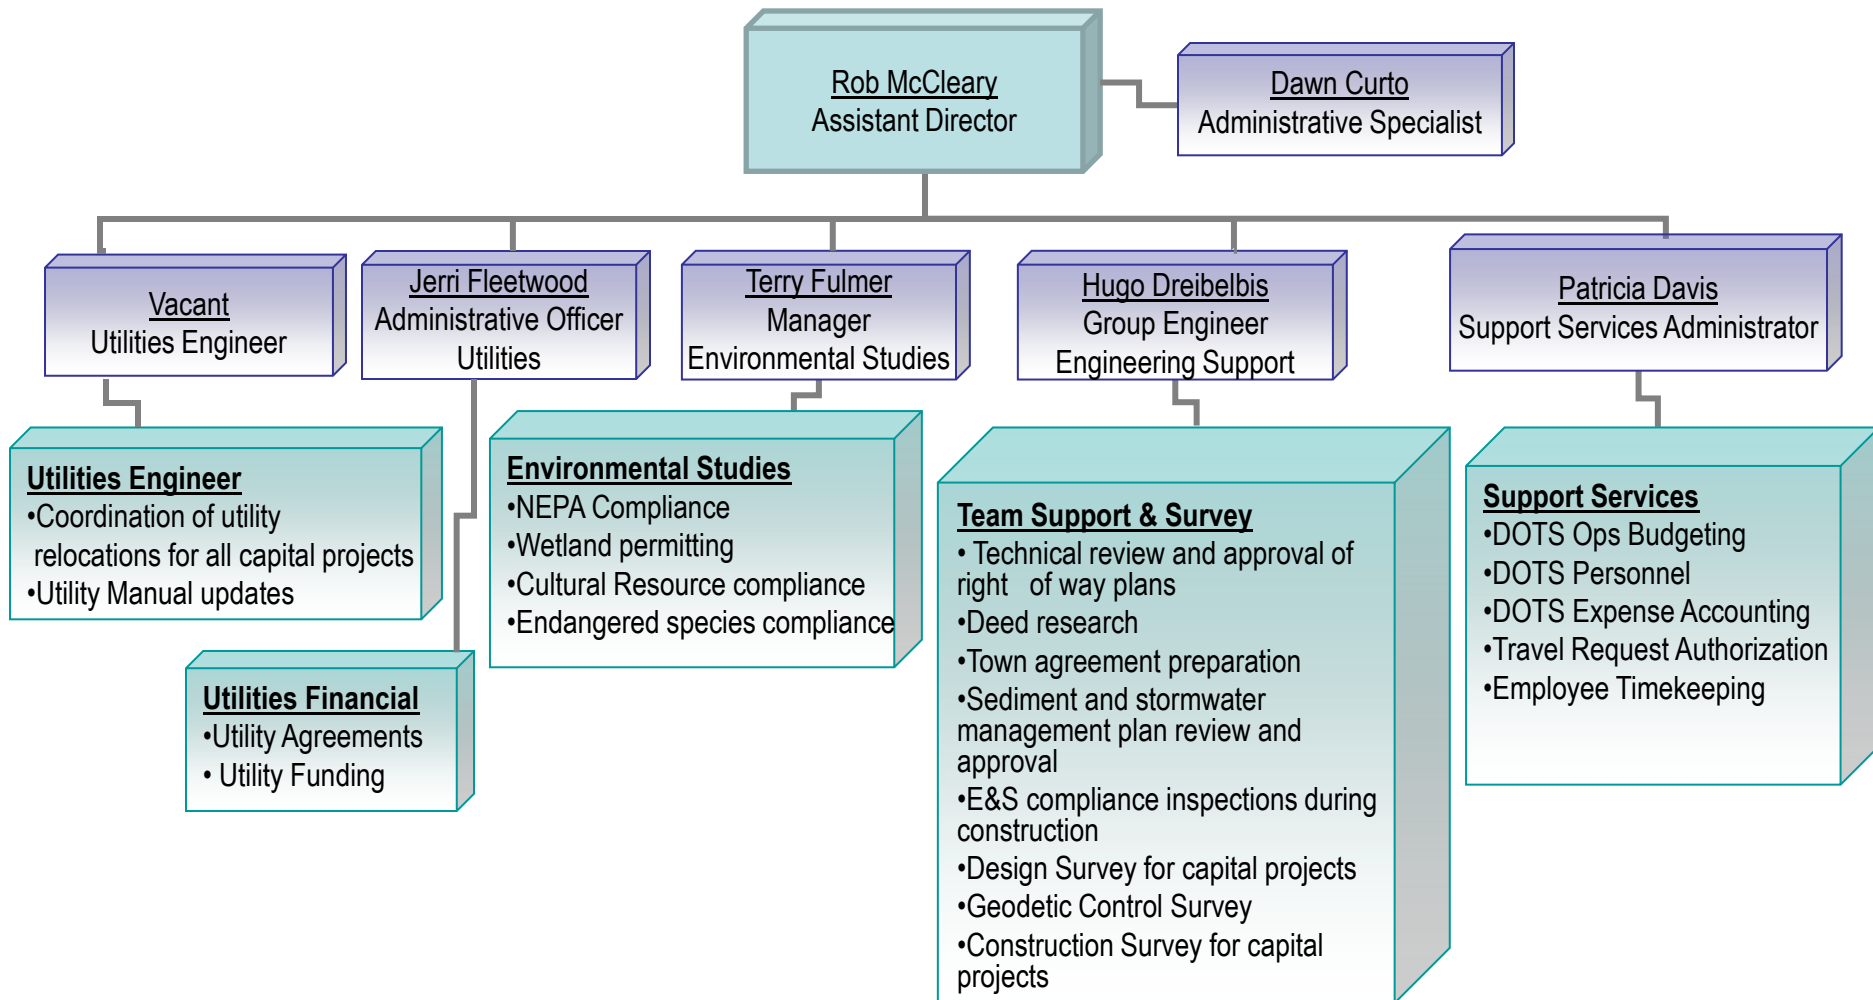 Rob McCleary
Assistant Director
Dawn Curto
Administrative Specialist
Vacant
Utilities Engineer
Jerri Fleetwood
Administrative Officer
Utilities
Terry Fulmer
Manager
Environmental Studies
Hugo Dreibelbis
Group Engineer
Engineering Support
Patricia Davis
Support Services Administrator
Utilities Engineer
•Coordination of utility
relocations for all capital projects
•Utility Manual updates
Utilities Financial
•Utility Agreements
• Utility Funding
Environmental Studies
•NEPA Compliance
•Wetland permitting
•Cultural Resource compliance
•Endangered species compliance
Team Support & Survey
• Technical review and approval of
right of way plans
•Deed research
•Town agreement preparation
•Sediment and stormwater
management plan review and
approval
•E&S compliance inspections during
construction
•Design Survey for capital projects
•Geodetic Control Survey
•Construction Survey for capital
projects
Support Services
•DOTS Ops Budgeting
•DOTS Personnel
•DOTS Expense Accounting
•Travel Request Authorization
•Employee Timekeeping